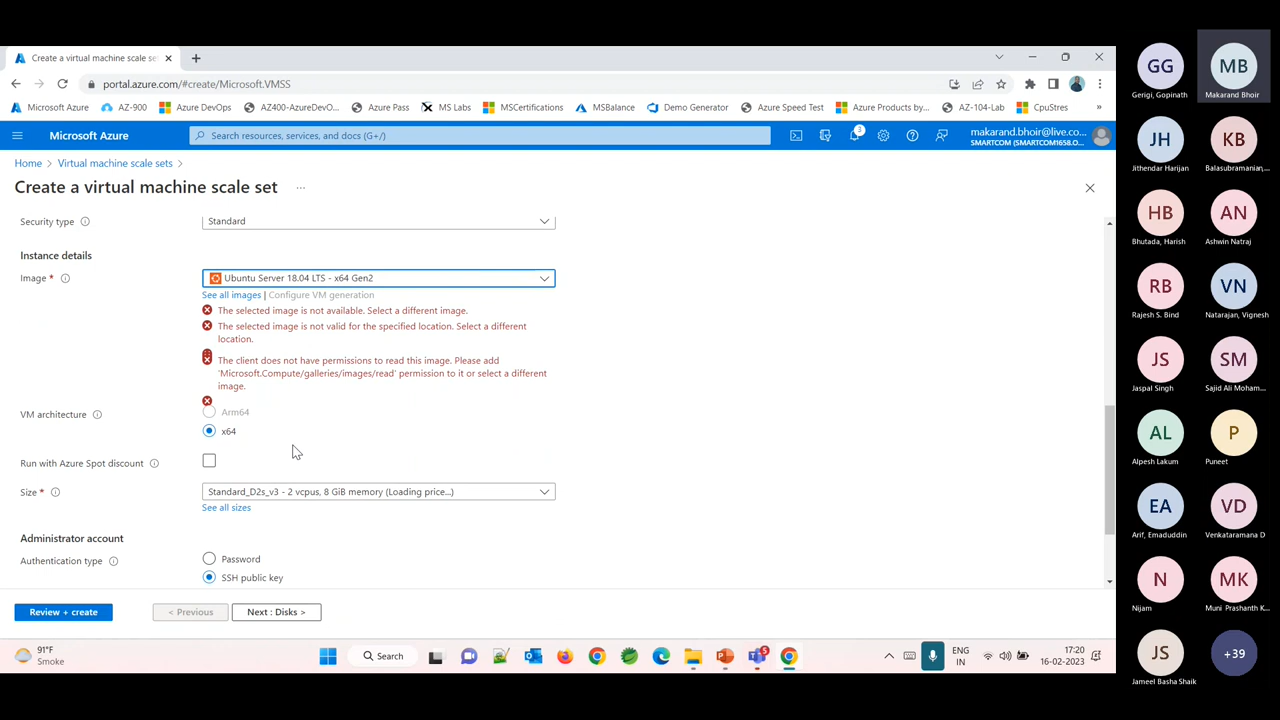 Create a virtual machine scale se
portal.azure.com/#create/Microsoft.VMSS
Microsoft Azure
AZ-900
Azure DevOps
AZ400-AzureDevO...
Azure Pass
MS Labs
MSCertifications
MSBalance
Demo Generator
Azure Speed Test
Azure Products by...
AZ-104-Lab
CpuStres
»
Microsoft Azure
Search resources, services, and docs (G+/)
3
makarand.bhoir@live.co...
SMARTCOM (SMARTCOM1658.O...
Home > Virtual machine scale sets >
Create a virtual machine scale set
...
Security type
Standard
Instance details
Image *
Ubuntu Server 18.04 LTS - x64 Gen2
See all images | Configure VM generation
The selected image is not available. Select a different image.
The selected image is not valid for the specified location. Select a different
location.
The client does not have permissions to read this image. Please add
'Microsoft.Compute/galleries/images/read' permission to it or select a different
image.
VM architecture
Arm64
x64
Run with Azure Spot discount
Size *
Standard_D2s_v3 - 2 vcpus, 8 GiB memory (Loading price...)
See all sizes
Administrator account
Authentication type
Password
SSH public key
Review + create
< Previous
Next : Disks >
91°F
Smoke
Search
5
ENG
IN
17:20
16-02-2023
GG
Gerigi, Gopinath
MB
Makarand Bhoir
JH
Jithendar Harijan
KB
Balasubramanian,...
HB
Bhutada, Harish
AN
Ashwin Natraj
RB
Rajesh S. Bind
VN
Natarajan, Vignesh
JS
Jaspal Singh
SM
Sajid Ali Moham...
AL
Alpesh Lakum
P
Puneet
EA
Arif, Emaduddin
VD
Venkataramana D
N
Nijam
MK
Muni Prashanth K...
JS
Jameel Basha Shaik
+39